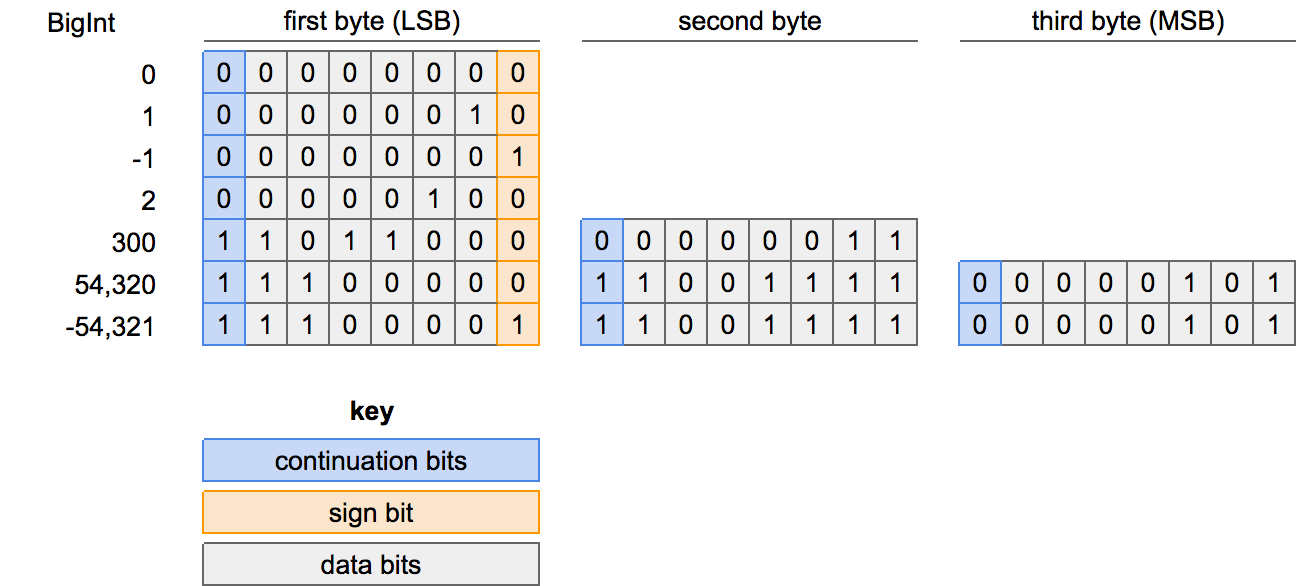 BigInt first byte (LSB) second byte third byte (MSB)
0 0 0 0 0 0 0 0 0
1 0 0 0 0 0 0 1 0
-1 0 0 0 0 0 0 0 1
2 0 0 0 0 0 1 0 0
300 1 1 0 1 1 0 0 0 0 0 0 0 0 0 1 1
54,320 1 1 1 0 0 0 0 0 1 1 0 0 1 1 1 1 0 0 0 0 0 1 0 1
-54,321 1 1 1 0 0 0 0 1 1 1 0 0 1 1 1 1 0 0 0 0 0 1 0 1
key
continuation bits
sign bit
data bits